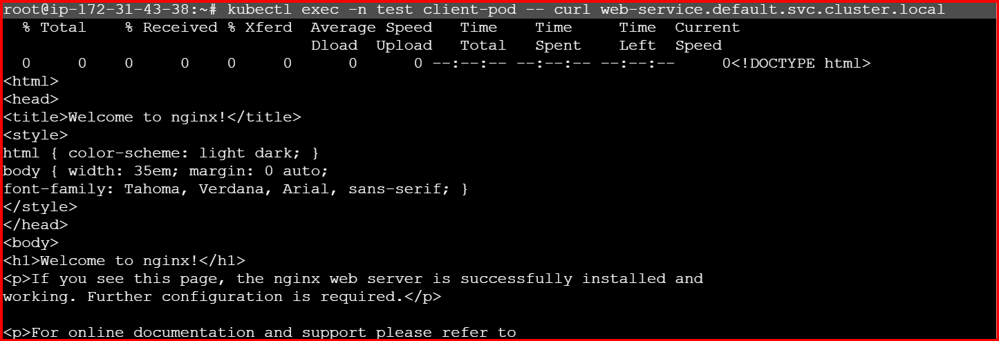 root@ip-172-31-43-38:~# kubectl exec -n test client-pod -- curl web-service.default.svc.cluster.local
  % Total    % Received % Xferd  Average Speed   Time    Time     Time  Current
                                 Dload  Upload   Total   Spent    Left  Speed
  0     0    0     0    0     0      0      0 --:--:-- --:--:-- --:--:--     0<!DOCTYPE html>
<html>
<head>
<title>Welcome to nginx!</title>
<style>
html { color-scheme: light dark; }
body { width: 35em; margin: 0 auto;
font-family: Tahoma, Verdana, Arial, sans-serif; }
</style>
</head>
<body>
<h1>Welcome to nginx!</h1>
<p>If you see this page, the nginx web server is successfully installed and
working. Further configuration is required.</p>

<p>For online documentation and support please refer to